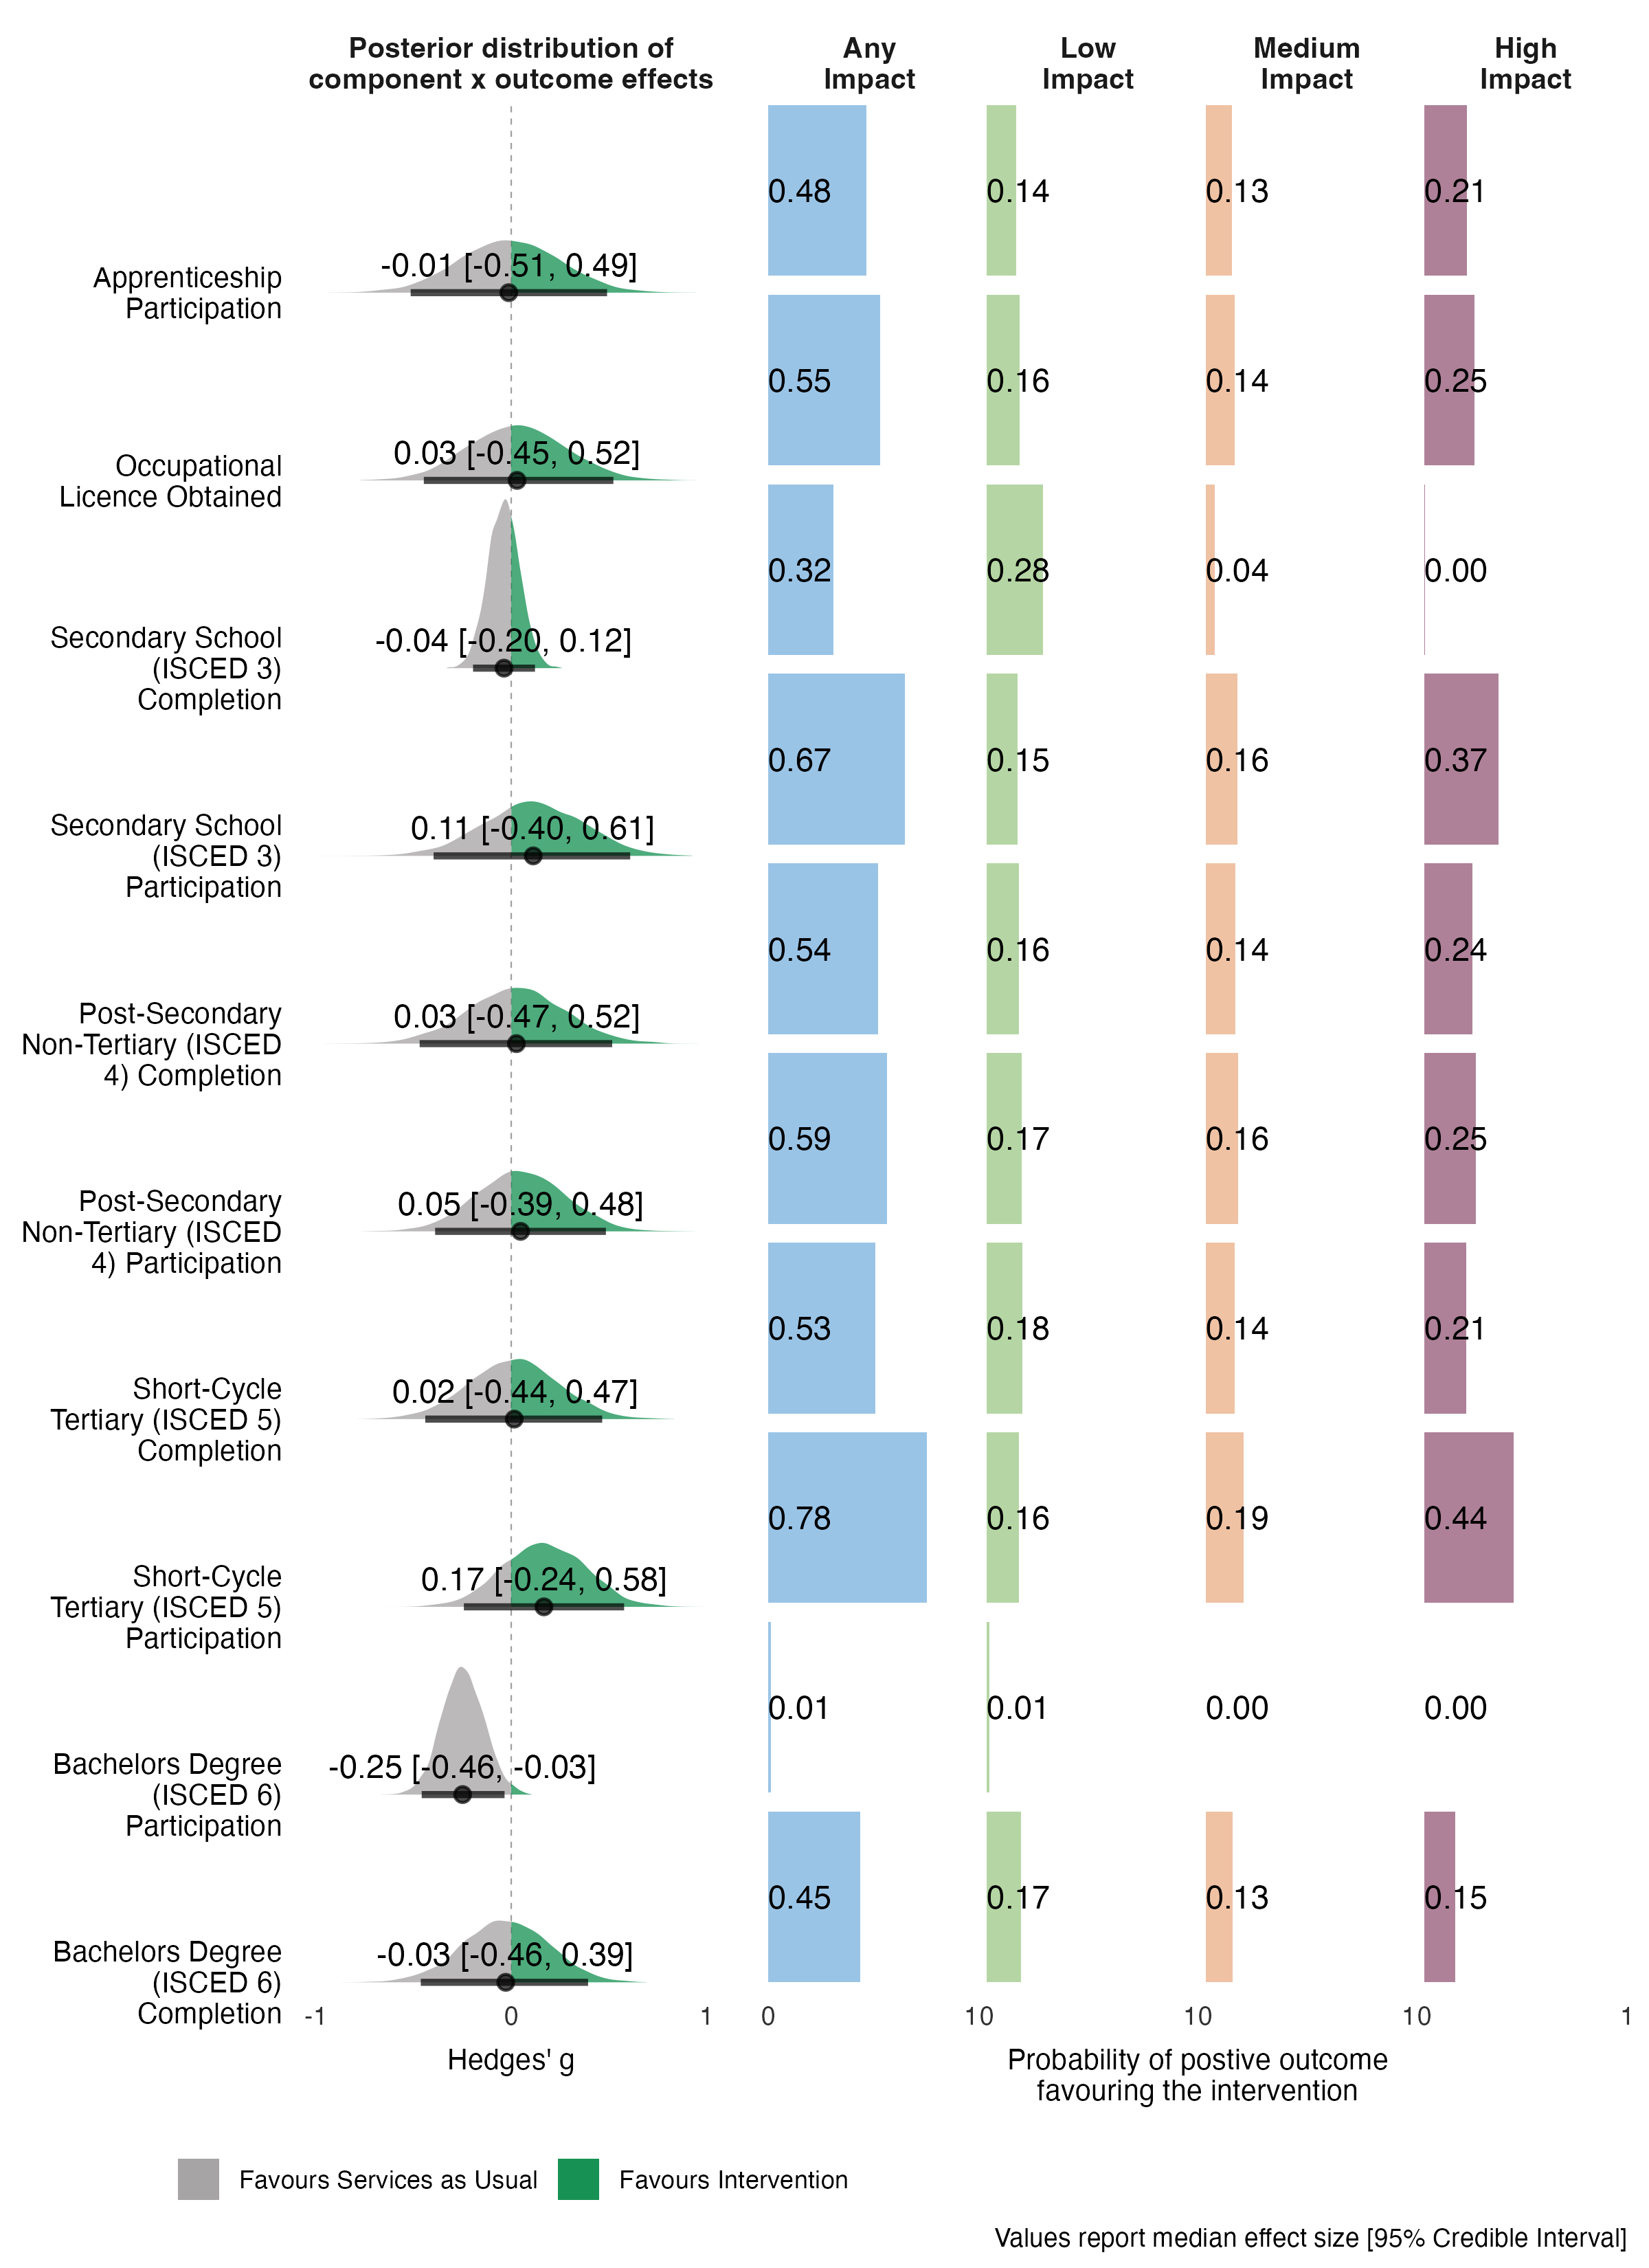 Posterior distribution of
component x outcome effects
Any
Impact
Low
Impact
Medium
Impact
High
Impact
Apprenticeship
Participation
-0.01 [-0.51, 0.49]
0.48
0.14
0.13
0.21
Occupational
Licence Obtained
0.03 [-0.45, 0.52]
0.55
0.16
0.14
0.25
Secondary School
(ISCED 3)
Completion
-0.04 [-0.20, 0.12]
0.32
0.28
0.04
0.00
Secondary School
(ISCED 3)
Participation
0.11 [-0.40, 0.61]
0.67
0.15
0.16
0.37
Post-Secondary
Non-Tertiary (ISCED
4) Completion
0.03 [-0.47, 0.52]
0.54
0.16
0.14
0.24
Post-Secondary
Non-Tertiary (ISCED
4) Participation
0.05 [-0.39, 0.48]
0.59
0.17
0.16
0.25
Short-Cycle
Tertiary (ISCED 5)
Completion
0.02 [-0.44, 0.47]
0.53
0.18
0.14
0.21
Short-Cycle
Tertiary (ISCED 5)
Participation
0.17 [-0.24, 0.58]
0.78
0.16
0.19
0.44
Bachelors Degree
(ISCED 6)
Participation
-0.25 [-0.46, -0.03]
0.01
0.01
0.00
0.00
Bachelors Degree
(ISCED 6)
Completion
-0.03 [-0.46, 0.39]
0.45
0.17
0.13
0.15
-1 0 1
0 10 10 10 1
Hedges' g
Probability of postive outcome
favouring the intervention
Favours Services as Usual
Favours Intervention
Values report median effect size [95% Credible Interval]